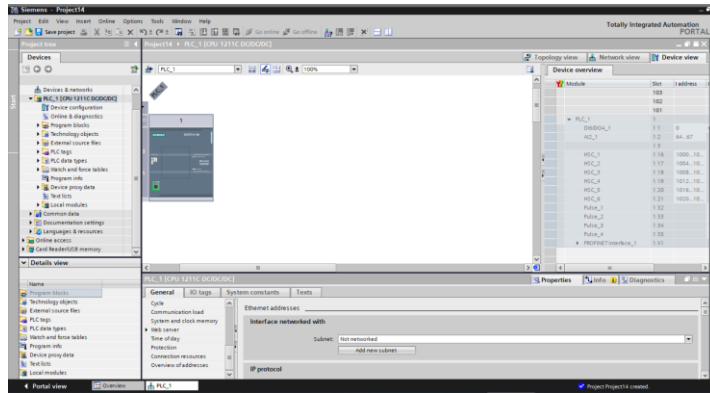 Siemens - Project14
Project Edit View Insert Online Options Tools Window Help
Totally Integrated Automation
PORTAL
Save project
Go online
Go offline
Project tree
Project14 PLC_1 [CPU 1211C DC/DC/DC]
Devices
Topology view
Network view
Device view
PLC_1
100%
Device overview
Start
Devices & networks
PLC_1 [CPU 1211C DC/DC/DC]
Device configuration
Online & diagnostics
Program blocks
Technology objects
External source files
PLC tags
PLC data types
Watch and force tables
Program info
Device proxy data
Text lists
Local modules
Common data
Documentation settings
Languages & resources
Online access
Card Reader/USB memory
PLC_1
1
Module Slot I address
103
102
101
PLC_1 1
DI6/DO4_1 1 1 0
AI2_1 1 2 64...67
1 3
HSC_1 1 16 1000...10...
HSC_2 1 17 1004...10...
HSC_3 1 18 1008...10...
HSC_4 1 19 1012...10...
HSC_5 1 20 1016...10...
HSC_6 1 21 1020...10...
Pulse_1 1 32
Pulse_2 1 33
Pulse_3 1 34
Pulse_4 1 35
PROFINET interface_1 1 X1
Details view
Name
Program blocks
Technology objects
External source files
PLC tags
PLC data types
Watch and force tables
Program info
Device proxy data
Text lists
Local modules
PLC_1 [CPU 1211C DC/DC/DC]
Properties
Info
Diagnostics
General
IO tags
System constants
Texts
Cycle
Communication load
System and clock memory
Web server
Time of day
Protection
Connection resources
Overview of addresses
Ethernet addresses
Interface networked with
Subnet: Not networked
Add new subnet
IP protocol
Portal view
Overview
PLC_1
Project Project14 created.